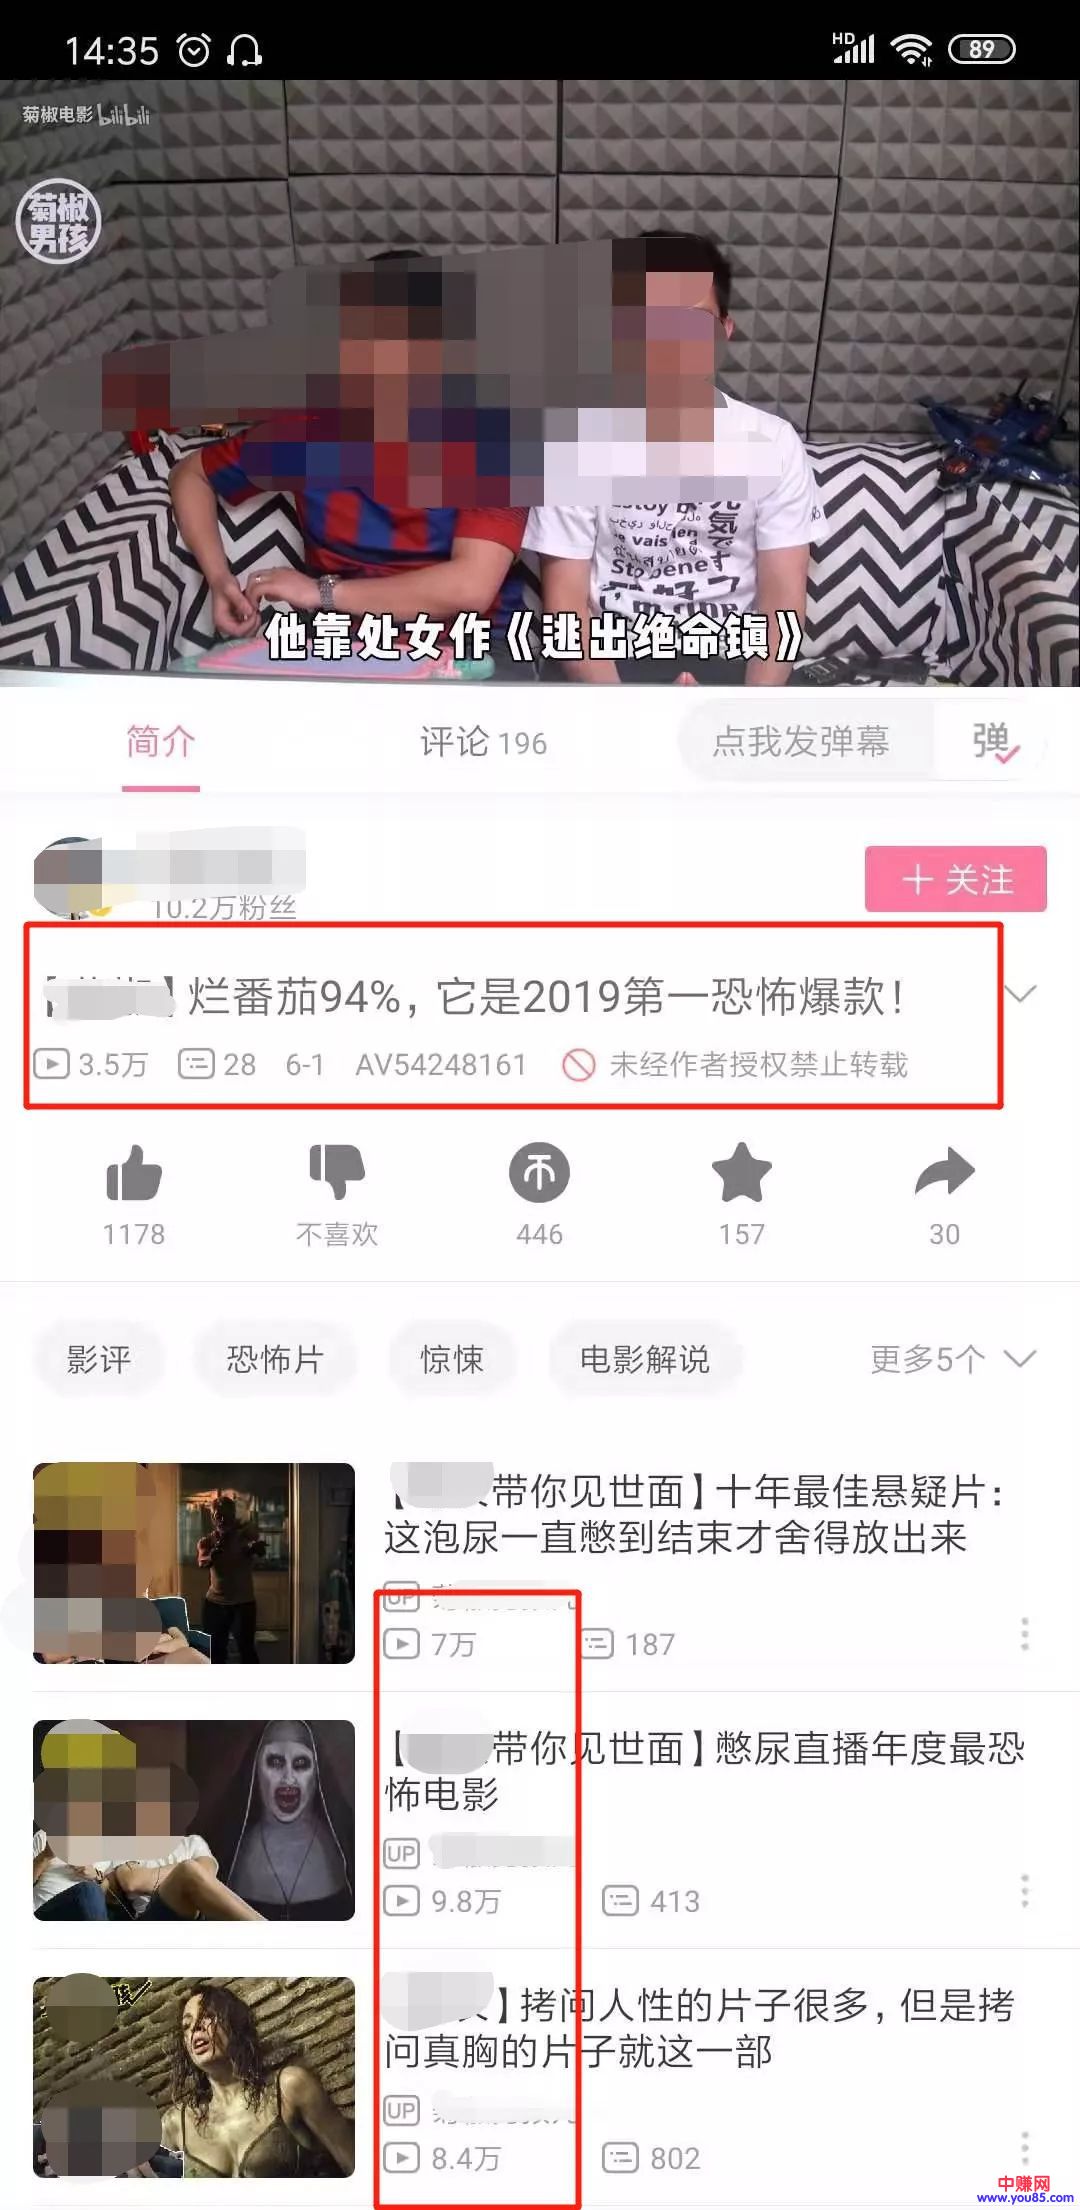 14:35
HD
89
菊椒电影 bilibili
菊椒
男孩
元気
です
vais
Stobene
他靠处女作《逃出绝命镇》
简介
评论 196
点我发弹幕
弹
10.2万粉丝
+ 关注
】烂番茄94%，它是2019第一恐怖爆款！
3.5万 28 6-1 AV54248161 未经作者授权禁止转载
1178 不喜欢 446 157 30
影评 恐怖片 惊悚 电影解说 更多5个
【 带你见世面】十年最佳悬疑片：
这泡尿一直憋到结束才舍得放出来
UP
7万 187
【 带你见世面】憋尿直播年度最恐
怖电影
UP
9.8万 413
】拷问人性的片子很多，但是拷
问真胸的片子就这一部
UP
8.4万 802
中赚网
www.you85.com